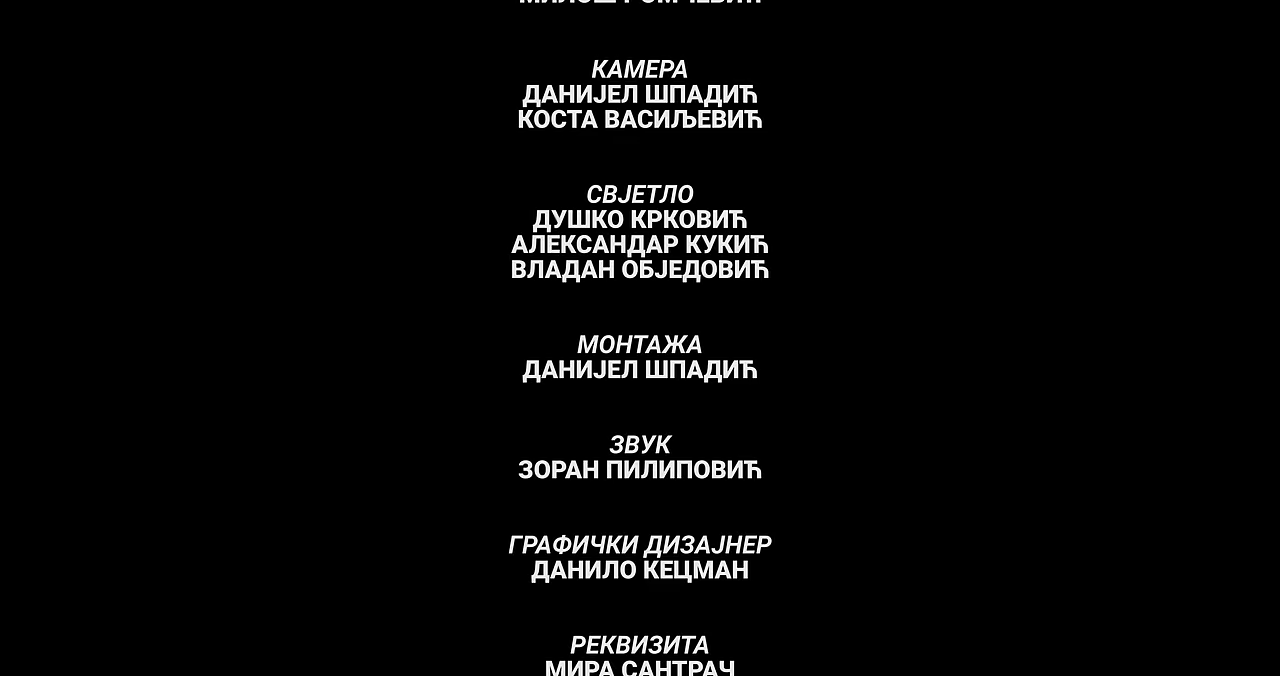 КАМЕРА
ДАНИЈЕЛ ШПАДИЋ
КОСТА ВАСИЉЕВИЋ
СВЈЕТЛО
ДУШКО КРКОВИЋ
АЛЕКСАНДАР КУКИЋ
ВЛАДАН ОБЈЕДОВИЋ
МОНТАЖА
ДАНИЈЕЛ ШПАДИЋ
ЗВУК
ЗОРАН ПИЛИПОВИЋ
ГРАФИЧКИ ДИЗАЈНЕР
ДАНИЛО КЕЦМАН
РЕКВИЗИТА
МИРА САНТРАЧ